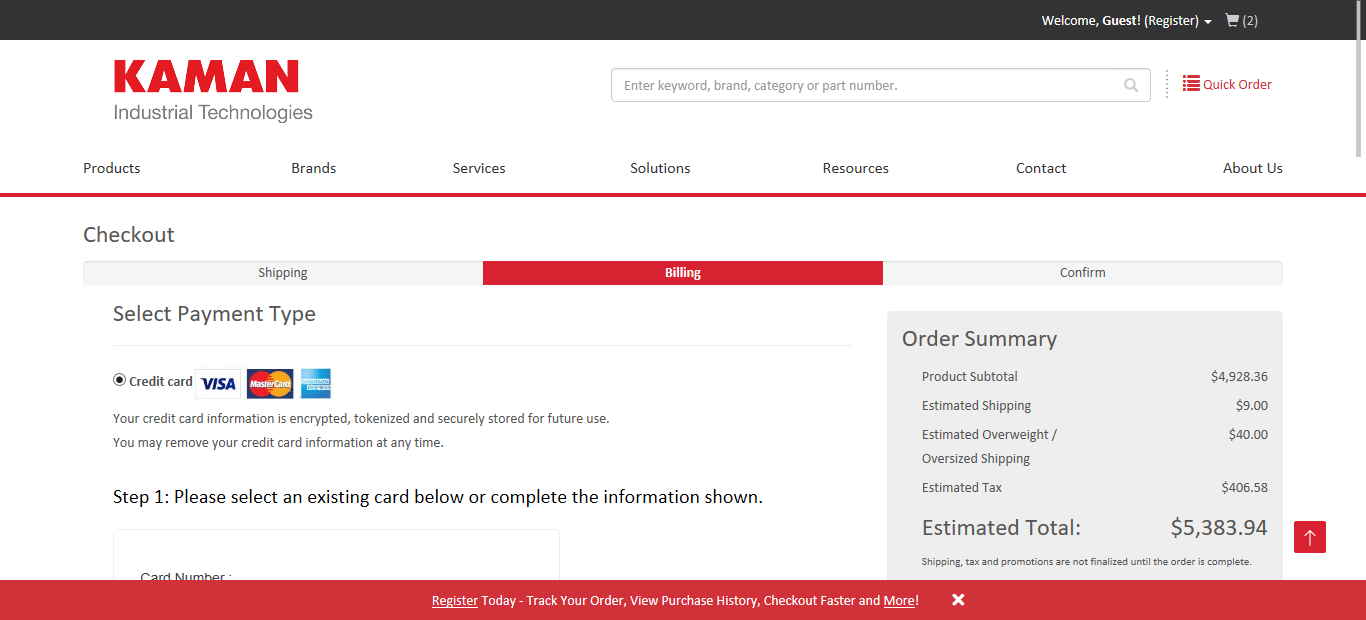 Welcome, Guest! (Register) (2)
KAMAN
Industrial Technologies
Enter keyword, brand, category or part number.
Quick Order
Products Brands Services Solutions Resources Contact About Us
Checkout
Shipping Billing Confirm
Select Payment Type
Credit card VISA MasterCard AMERICAN EXPRESS
Your credit card information is encrypted, tokenized and securely stored for future use.
You may remove your credit card information at any time.
Step 1: Please select an existing card below or complete the information shown.
Card Number :
Order Summary
Product Subtotal $4,928.36
Estimated Shipping $9.00
Estimated Overweight / $40.00
Oversized Shipping
Estimated Tax $406.58
Estimated Total: $5,383.94
Shipping, tax and promotions are not finalized until the order is complete.
Register Today - Track Your Order, View Purchase History, Checkout Faster and More!